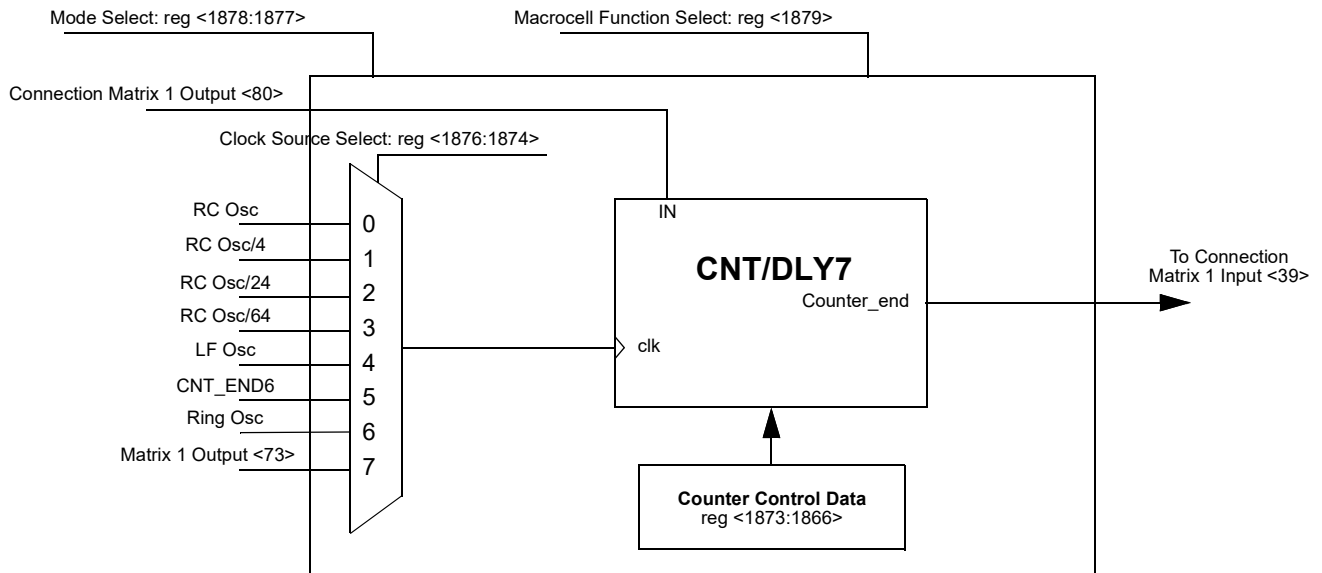 Mode Select: reg <1878:1877>
Macrocell Function Select: reg <1879>
Connection Matrix 1 Output <80>
Clock Source Select: reg <1876:1874>
RC Osc
0
RC Osc/4
1
RC Osc/24
2
RC Osc/64
3
LF Osc
4
CNT_END6
5
Ring Osc
6
Matrix 1 Output <73>
7
IN
CNT/DLY7
Counter_end
clk
To Connection
Matrix 1 Input <39>
Counter Control Data
reg <1873:1866>